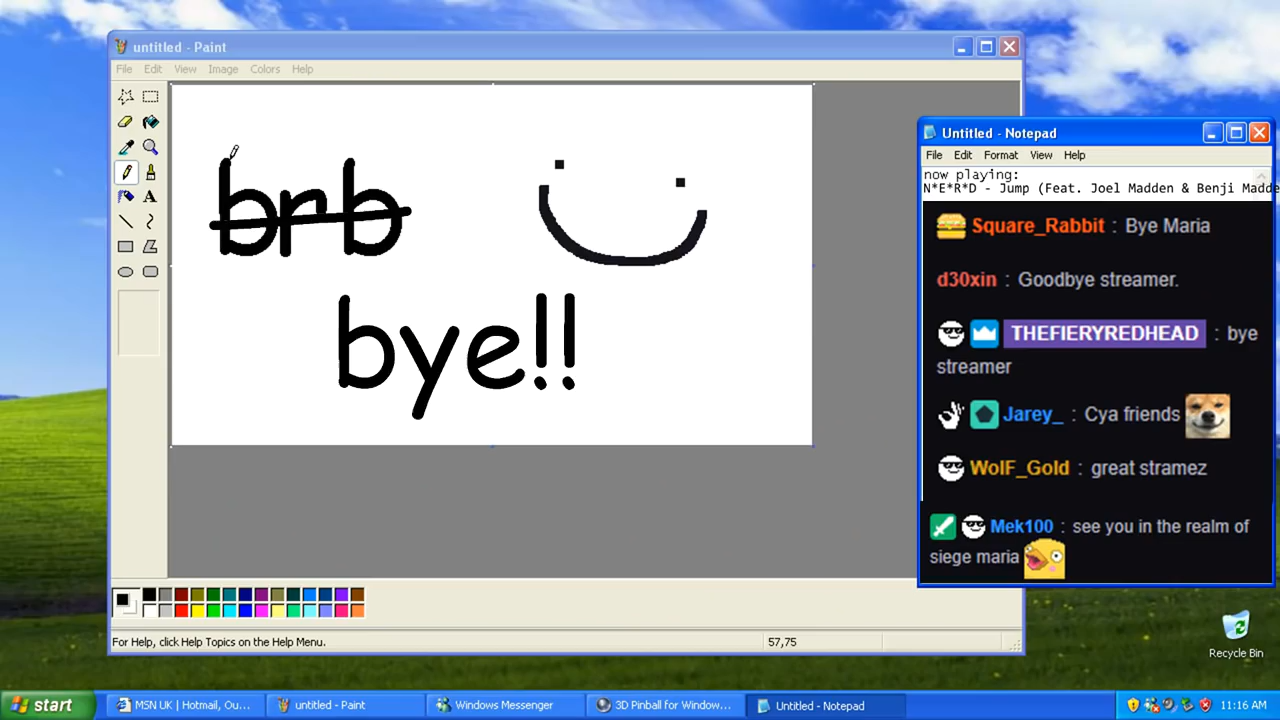 untitled - Paint
File Edit View Image Colors Help
brb
bye!!
For Help, click Help Topics on the Help Menu.
57,75
Untitled - Notepad
File Edit Format View Help
now playing:
N*E*R*D - Jump (Feat. Joel Madden & Benji Madde
Square_Rabbit : Bye Maria
d30xin : Goodbye streamer.
THEFIERYREDHEAD : bye
streamer
Jarey_ : Cya friends
WolF_Gold : great stramez
Mek100 : see you in the realm of
siege maria
Recycle Bin
start
MSN UK | Hotmail, Ou...
untitled - Paint
Windows Messenger
3D Pinball for Window...
Untitled - Notepad
11:16 AM